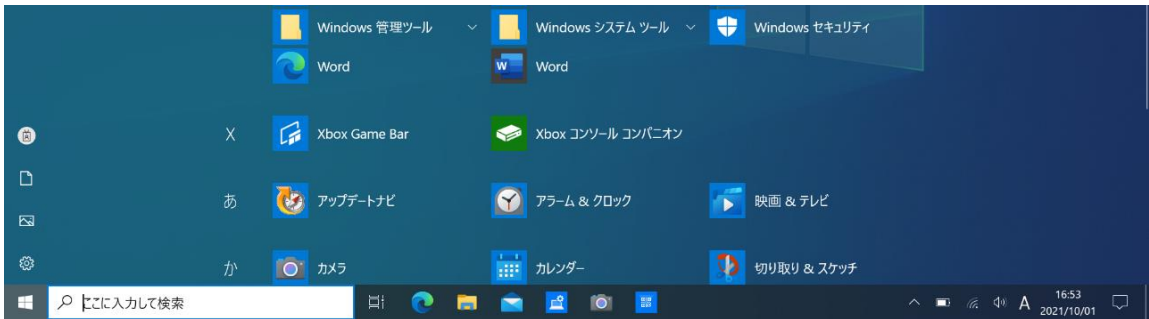 Windows 管理ツール
Windows システム ツール
Windows セキュリティ
Word
Word
X
Xbox Game Bar
Xbox コンソール コンパニオン
あ
アップデートナビ
アラーム & クロック
映画 & テレビ
か
カメラ
カレンダー
切り取り & スケッチ
ここに入力して検索
A
16:53
2021/10/01